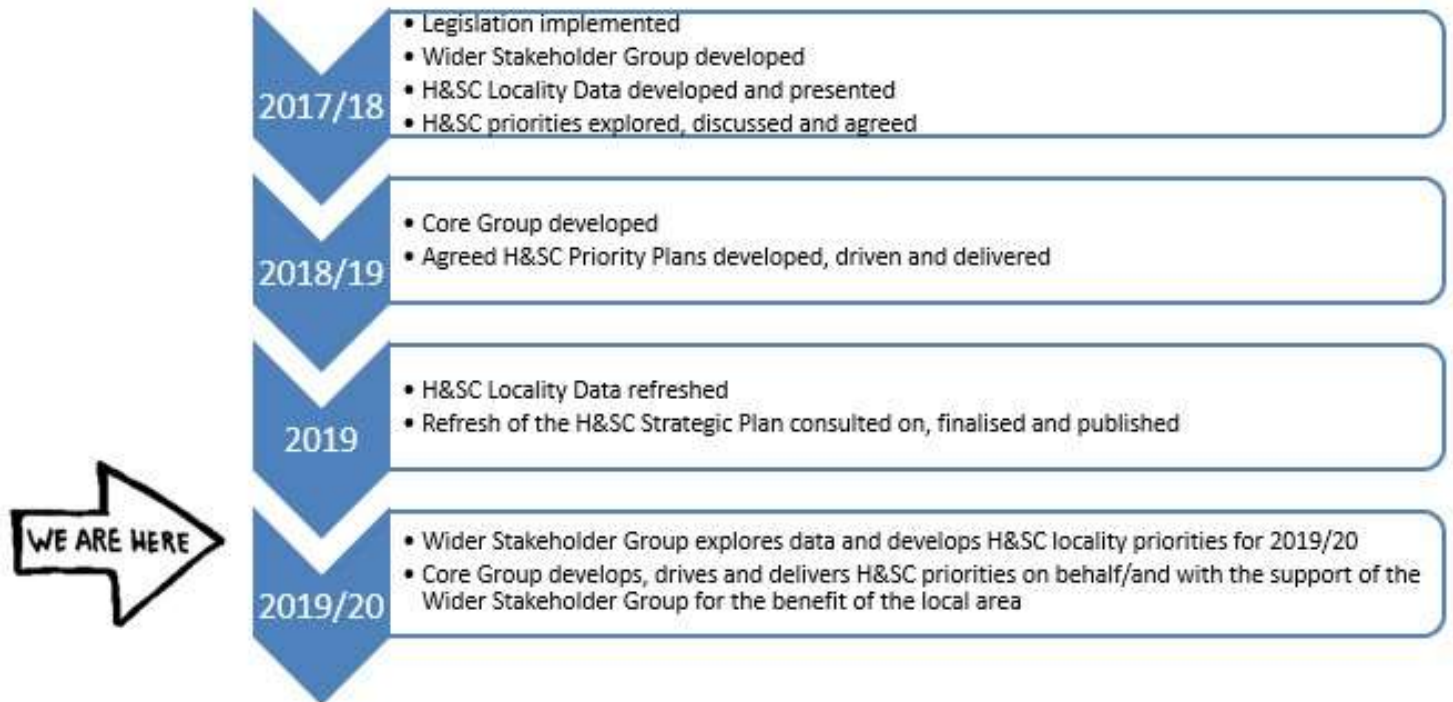 • Legislation implemented
• Wider Stakeholder Group developed
2017/18
• H&SC Locality Data developed and presented
• H&SC priorities explored, discussed and agreed
• Core Group developed
2018/19
• Agreed H&SC Priority Plans developed, driven and delivered
• H&SC Locality Data refreshed
2019
• Refresh of the H&SC Strategic Plan consulted on, finalised and published
WE ARE HERE
2019/20
• Wider Stakeholder Group explores data and develops H&SC locality priorities for 2019/20
• Core Group develops, drives and delivers H&SC priorities on behalf/and with the support of the
Wider Stakeholder Group for the benefit of the local area